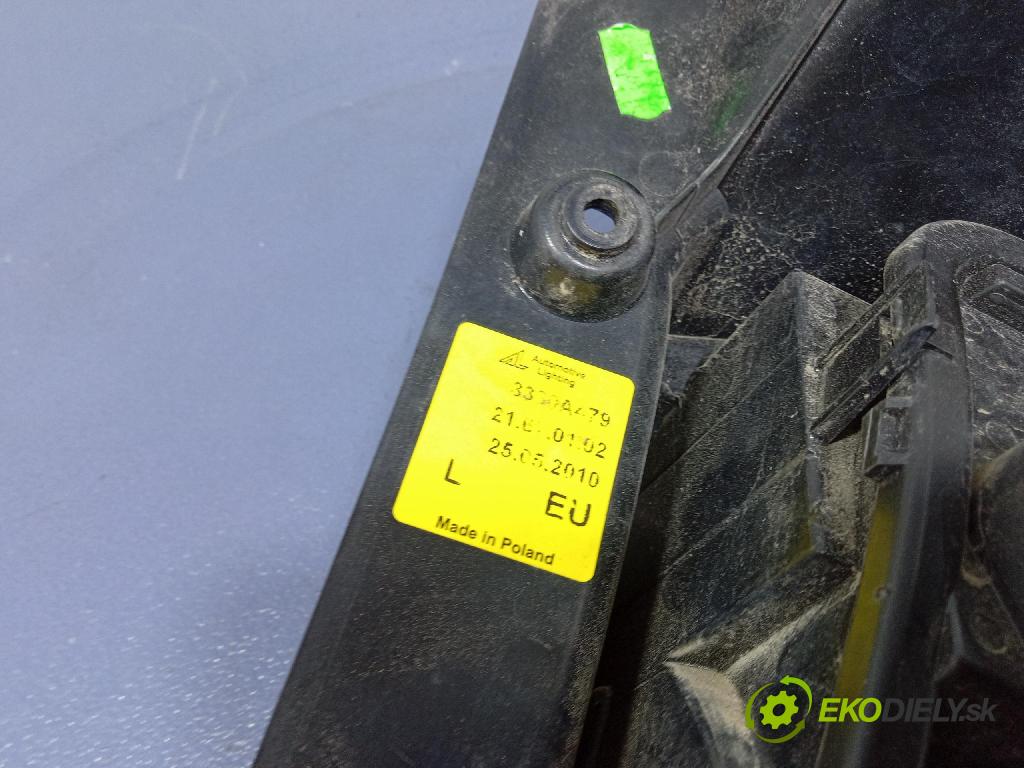 Automotive
Lighting
25.05.2010
L
EU
Made in Poland
EKODIELY.sk